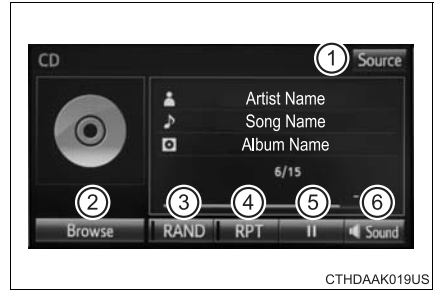 CD
1
Source
Artist Name
Song Name
Album Name
6/15
2
3
4
5
6
Browse
RAND
RPT
Sound
CTHDAAK019US